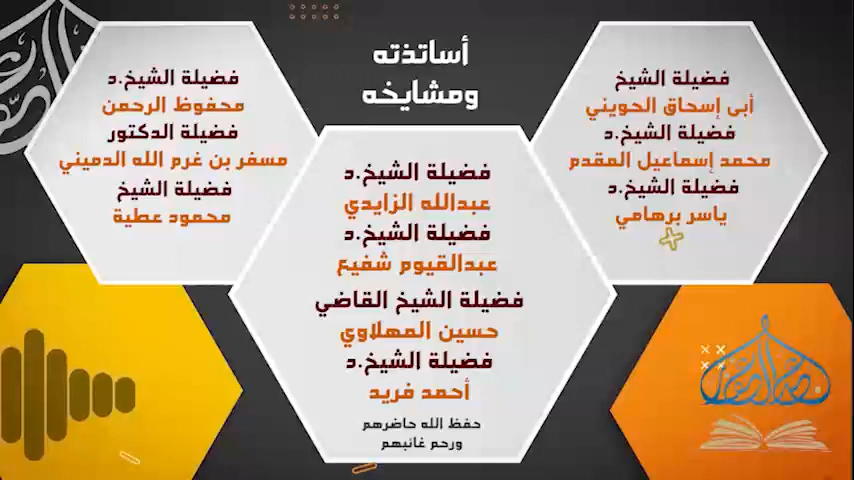 أساتذته
ومشايخه
فضيلة الشيخ
أبى إسحاق الحويني
فضيلة الشيخ.د
محمد إسماعيل المقدم
فضيلة الشيخ.د
ياسر برهامي
فضيلة الشيخ.د
عبدالله الزايدي
فضيلة الشيخ.د
عبدالقيوم شفيع
فضيلة الشيخ القاضي
حسين المهلاوي
فضيلة الشيخ.د
أحمد فريد
حفظ الله حاضرهم
ورحم غائبهم
فضيلة الشيخ.د
محفوظ الرحمن
فضيلة الدكتور
مسفر بن غرم الله الدميني
فضيلة الشيخ
محمود عطية